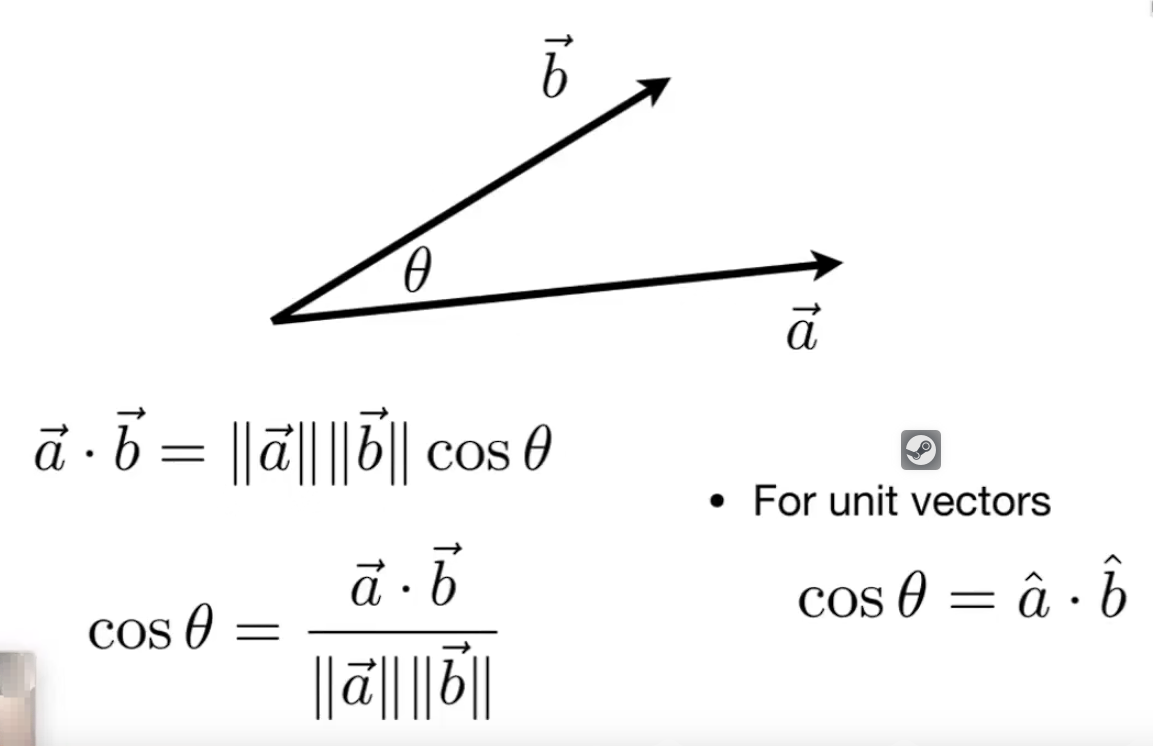 $\vec{b}$
$\theta$
$\vec{a}$
$\vec{a} \cdot \vec{b} = \|\vec{a}\| \|\vec{b}\| \cos \theta$
$\cos \theta = \frac{\vec{a} \cdot \vec{b}}{\|\vec{a}\| \|\vec{b}\|}$
• For unit vectors
$\cos \theta = \hat{a} \cdot \hat{b}$